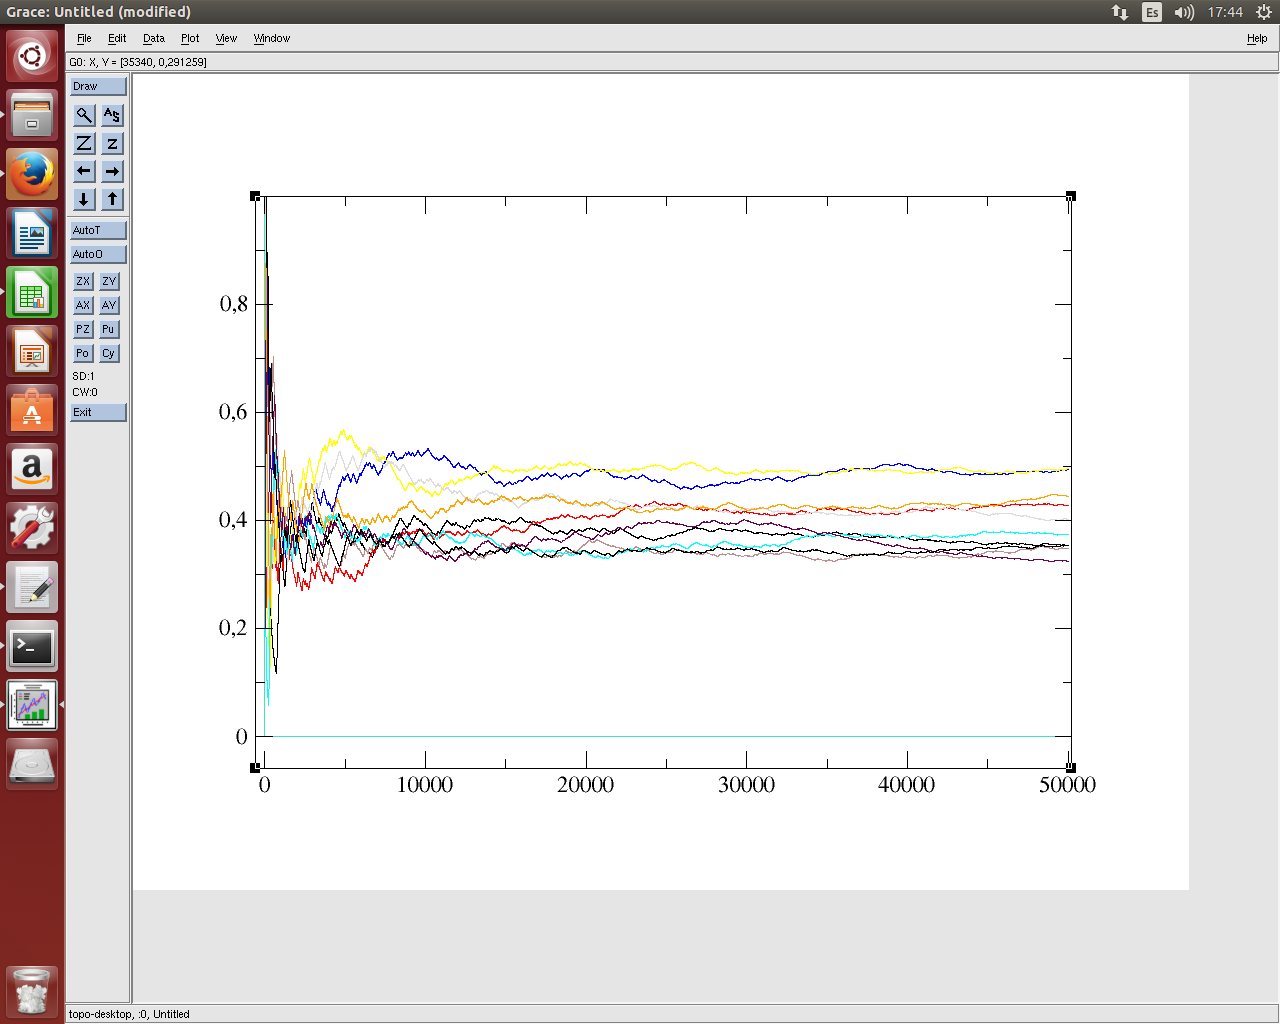 Grace: Untitled (modified)
Es
17:44
File Edit Data Plot View Window Help
G0: X, Y = [35340, 0,291259]
Draw
AS
Z z
AutoT
AutoO
ZX ZY
AX AY
PZ Pu
Po Cy
SD:1
CW:0
Exit
0,8
0,6
0,4
0,2
0
0 10000 20000 30000 40000 50000
A
a
>_
topo-desktop, :0, Untitled